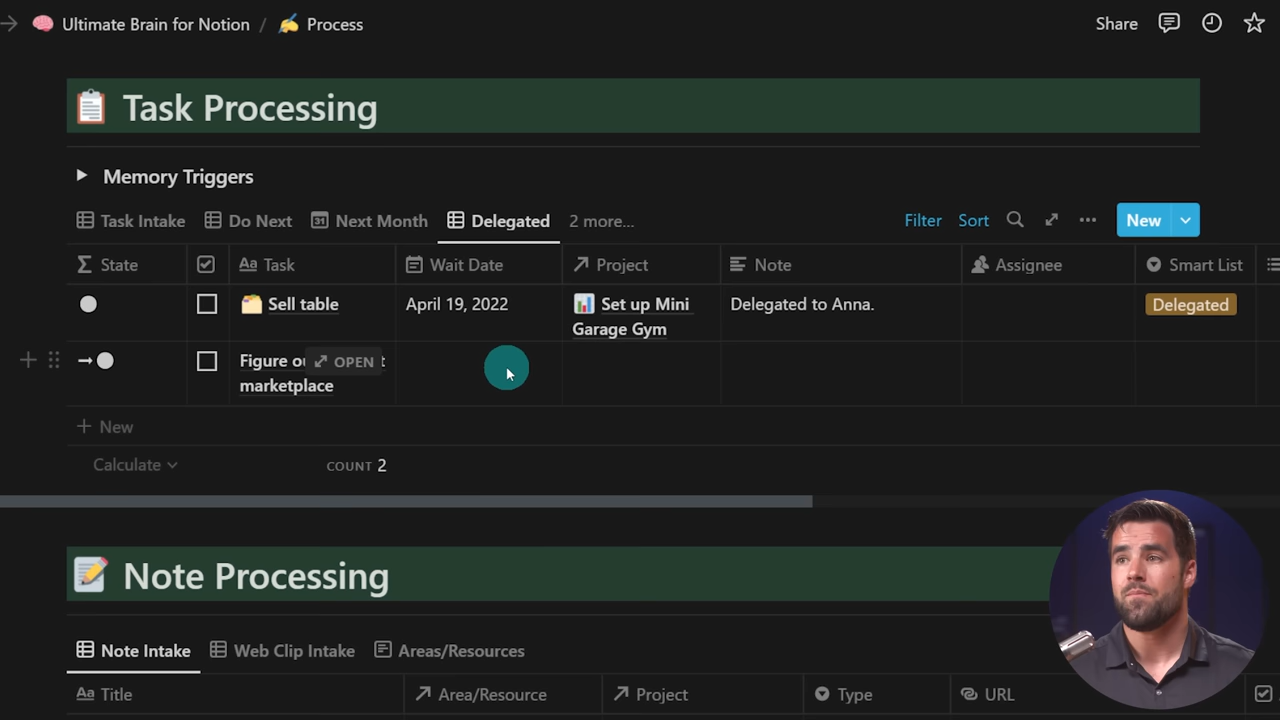 Ultimate Brain for Notion / Process
Share
Task Processing
Memory Triggers
Task Intake Do Next Next Month Delegated 2 more...
Filter Sort New
State Task Wait Date Project Note Assignee Smart List
Sell table April 19, 2022 Set up Mini Delegated to Anna. Delegated
Garage Gym
Figure OPEN
marketplace
New
Calculate COUNT 2
Note Processing
Note Intake Web Clip Intake Areas/Resources
Title Area/Resource Project Type URL